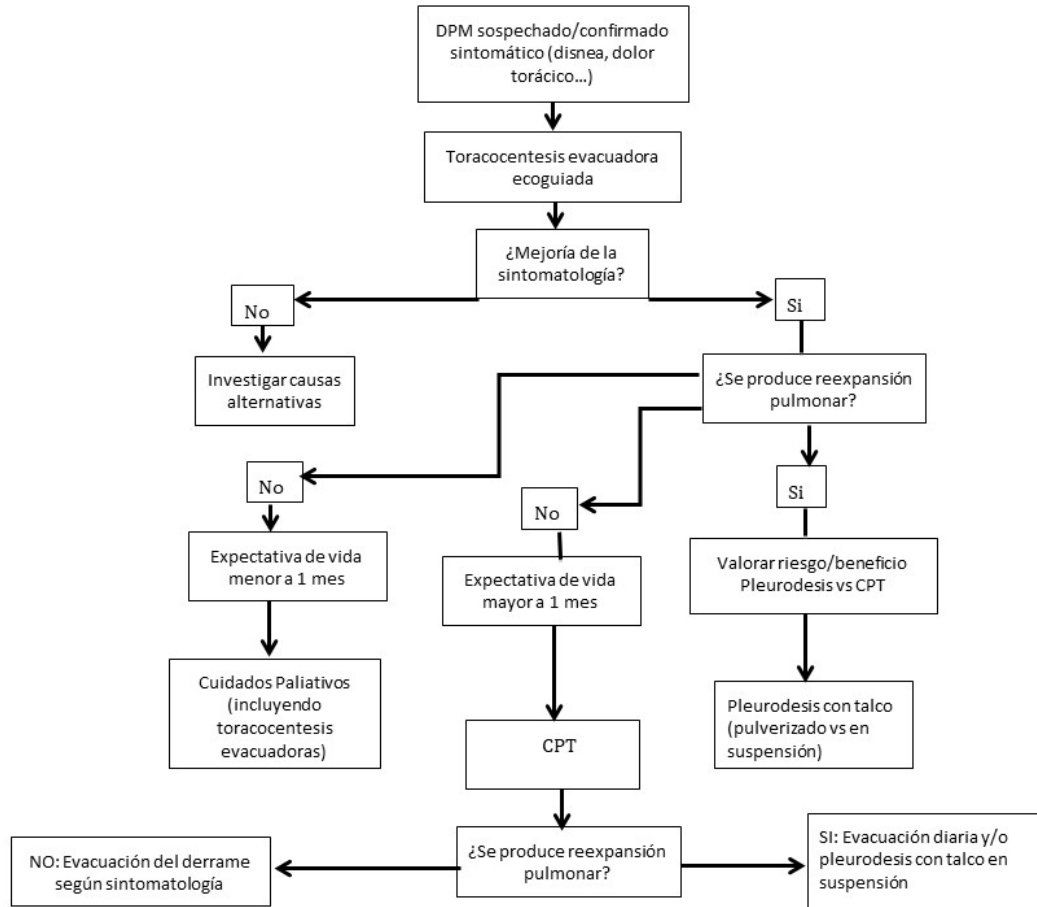 DPM sospechado/confirmado
sintomático (disnea, dolor
torácico...)
Toracocentesis evacuadora
ecoguiada
¿Mejoría de la
sintomatología?
No
Si
Investigar causas
alternativas
¿Se produce reexpansión
pulmonar?
No
No
Si
Expectativa de vida
menor a 1 mes
Expectativa de vida
mayor a 1 mes
Valorar riesgo/beneficio
Pleurodesis vs CPT
Cuidados Paliativos
(incluyendo
toracocentesis
evacuadoras)
CPT
Pleurodesis con talco
(pulverizado vs en
suspensión)
NO: Evacuación del derrame
según sintomatología
¿Se produce reexpansión
pulmonar?
SI: Evacuación diaria y/o
pleurodesis con talco en
suspensión